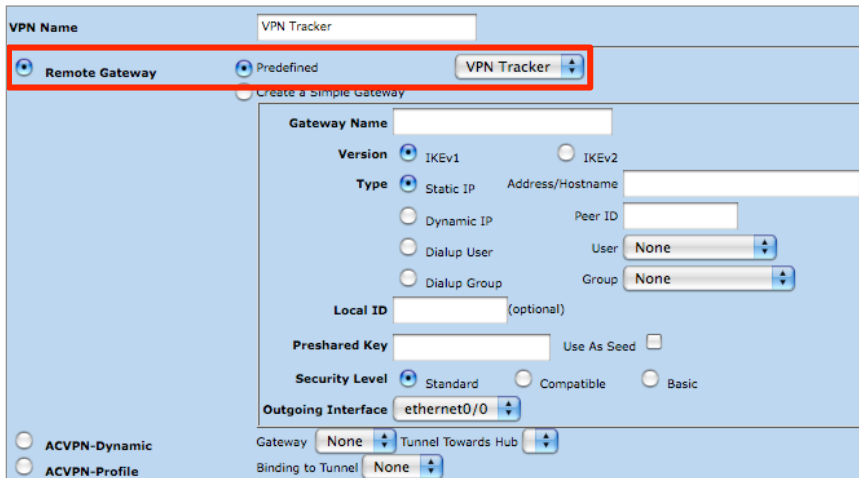 VPN Name VPN Tracker
Remote Gateway Predefined VPN Tracker
Create a Simple Gateway
Gateway Name
Version IKEv1 IKEv2
Type Static IP Address/Hostname
Dynamic IP Peer ID
Dialup User User None
Dialup Group Group None
Local ID (optional)
Preshared Key Use As Seed
Security Level Standard Compatible Basic
Outgoing Interface ethernet0/0
ACVPN-Dynamic Gateway None Tunnel Towards Hub
ACVPN-Profile Binding to Tunnel None